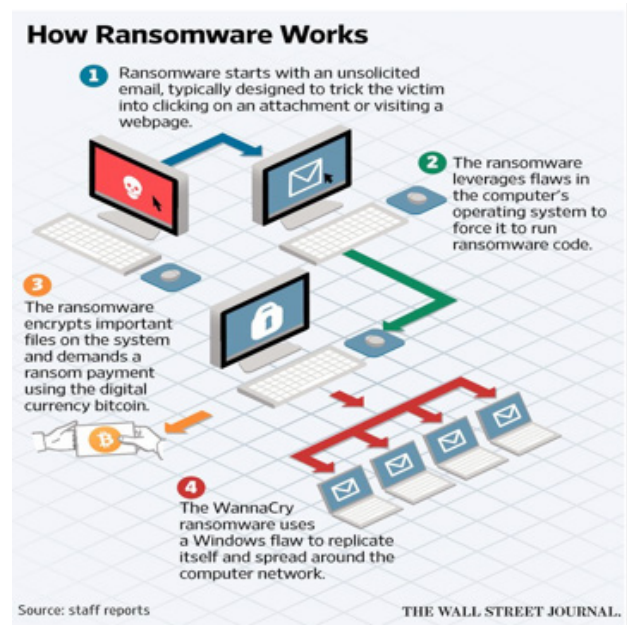 How Ransomware Works
1
Ransomware starts with an unsolicited
email, typically designed to trick the victim
into clicking on an attachment or visiting a
webpage.
2
The ransomware
leverages flaws in
the computer's
operating system to
force it to run
ransomware code.
3
The ransomware
encrypts important
files on the system
and demands a
ransom payment
using the digital
currency bitcoin.
4
The WannaCry
ransomware uses
a Windows flaw to replicate
itself and spread around the
computer network.
Source: staff reports
THE WALL STREET JOURNAL.